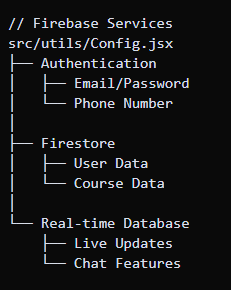 // Firebase Services
src/utils/Config.jsx
├── Authentication
│   ├── Email/Password
│   └── Phone Number
│
├── Firestore
│   ├── User Data
│   └── Course Data
│
└── Real-time Database
    ├── Live Updates
    └── Chat Features